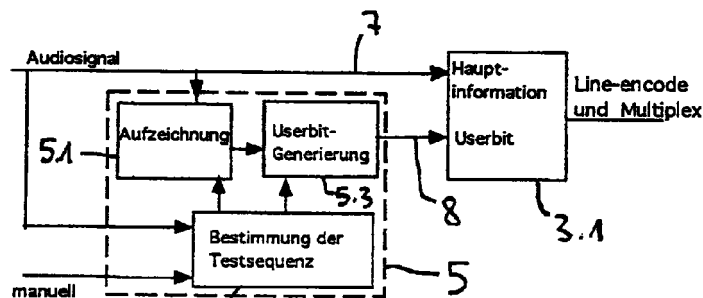 7
Audiosignal
Haupt-
information
Line-encode
und Multiplex
Aufzeichnung
Userbit-
Generierung
Userbit
5.1
5.3
8
3.1
Bestimmung der
Testsequenz
5
manuell